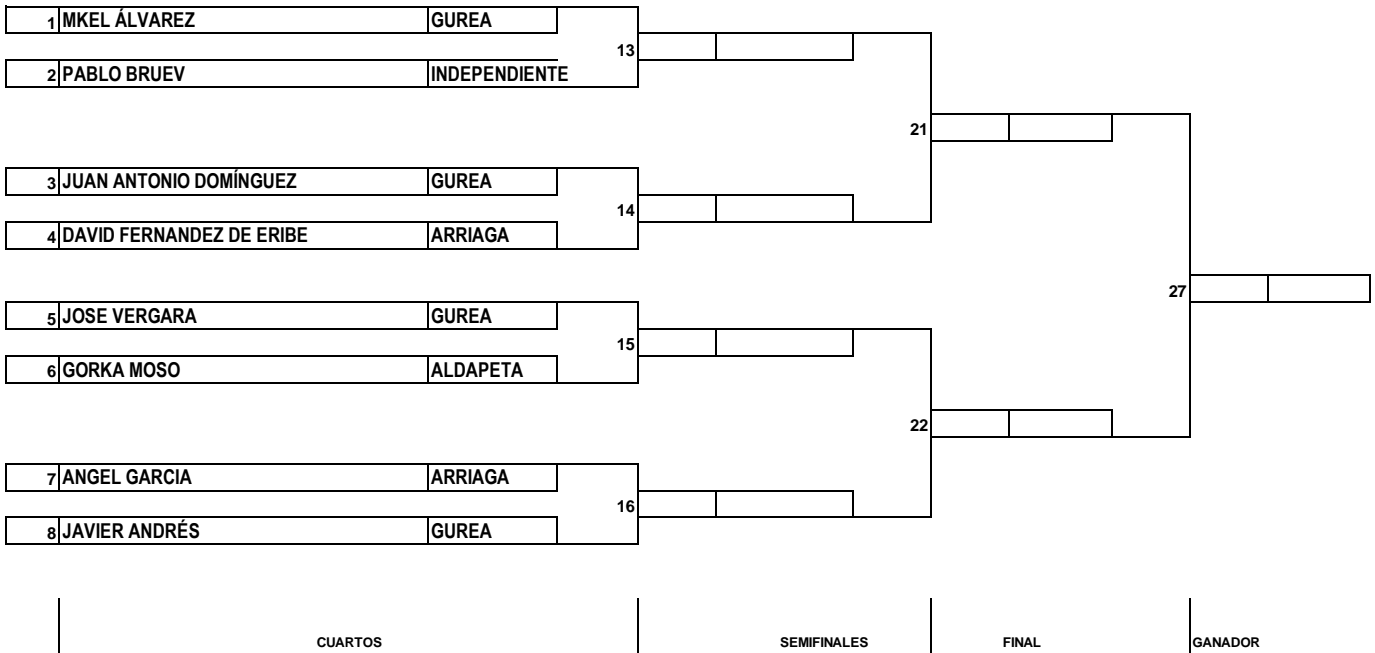 1 MKEL ÁLVAREZ GUREA
13
2 PABLO BRUEV INDEPENDIENTE
21
3 JUAN ANTONIO DOMÍNGUEZ GUREA
14
4 DAVID FERNANDEZ DE ERIBE ARRIAGA
27
5 JOSE VERGARA GUREA
15
6 GORKA MOSO ALDAPETA
22
7 ANGEL GARCIA ARRIAGA
16
8 JAVIER ANDRÉS GUREA
CUARTOS SEMIFINALES FINAL GANADOR